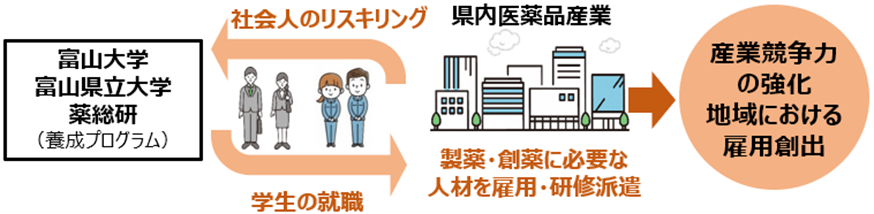 社会人のリスキリング
富山大学
富山県立大学
薬総研
（養成プログラム）
学生の就職
県内医薬品産業
製薬・創薬に必要な
人材を雇用・研修派遣
産業競争力
の強化
地域における
雇用創出